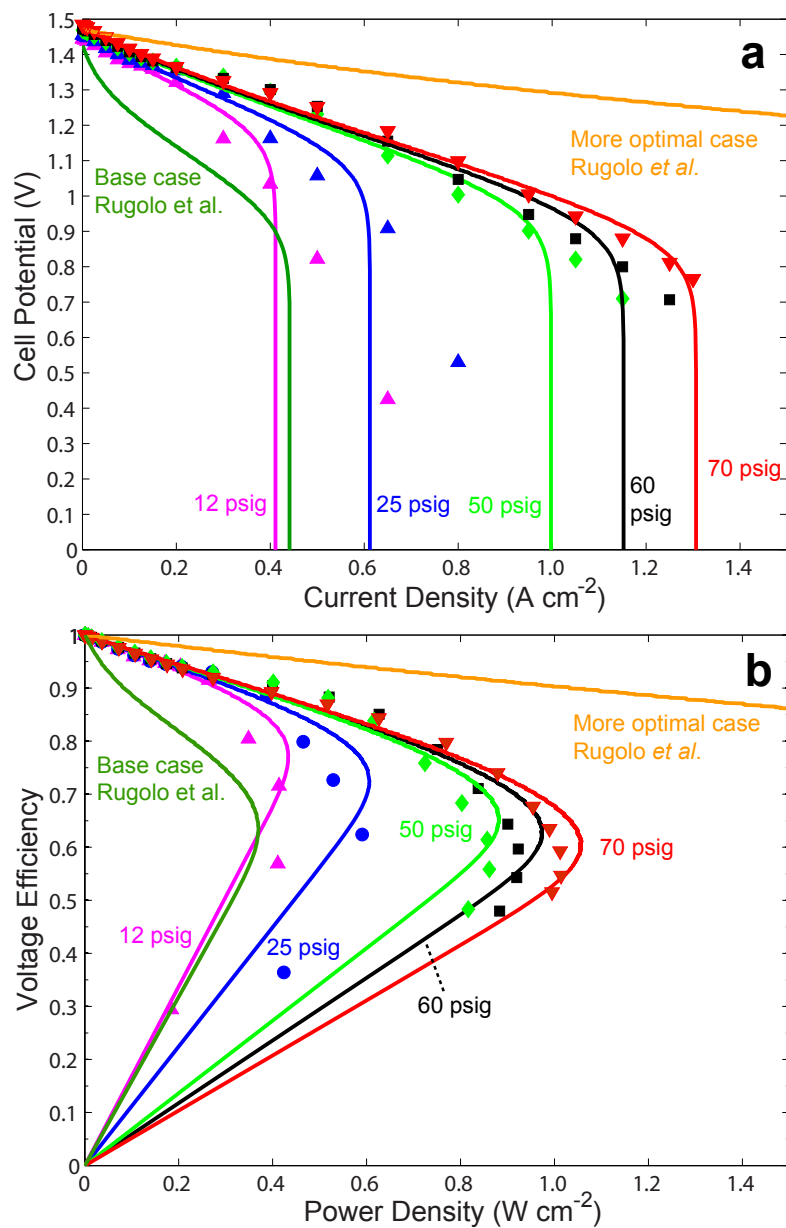 a
1.5
1.4
1.3
1.2
1.1
1
0.9
0.8
0.7
0.6
0.5
0.4
0.3
0.2
0.1
0
Cell Potential (V)
More optimal case
Rugolo et al.
Base case
Rugolo et al.
12 psig
25 psig
50 psig
60
psig
70 psig
0 0.2 0.4 0.6 0.8 1.0 1.2 1.4
Current Density (A cm-2)
b
1
0.9
0.8
0.7
0.6
0.5
0.4
0.3
0.2
0.1
0
Voltage Efficiency
More optimal case
Rugolo et al.
Base case
Rugolo et al.
50 psig
70 psig
12 psig
25 psig
60 psig
0.2 0.4 0.6 0.8 1.0 1.2 1.4
Power Density (W cm-2)